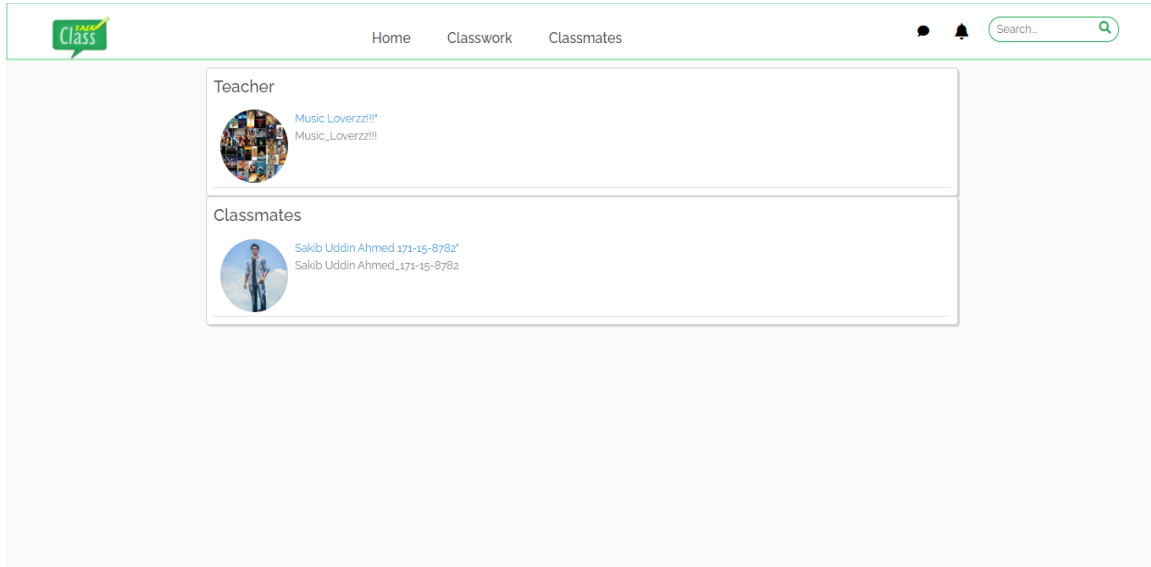 TALK
Class
Home Classwork Classmates
Search...
Teacher
Music Loverzz!!!"
Music_Loverzz!!!
Classmates
Sakib Uddin Ahmed 171-15-8782"
Sakib Uddin Ahmed_171-15-8782